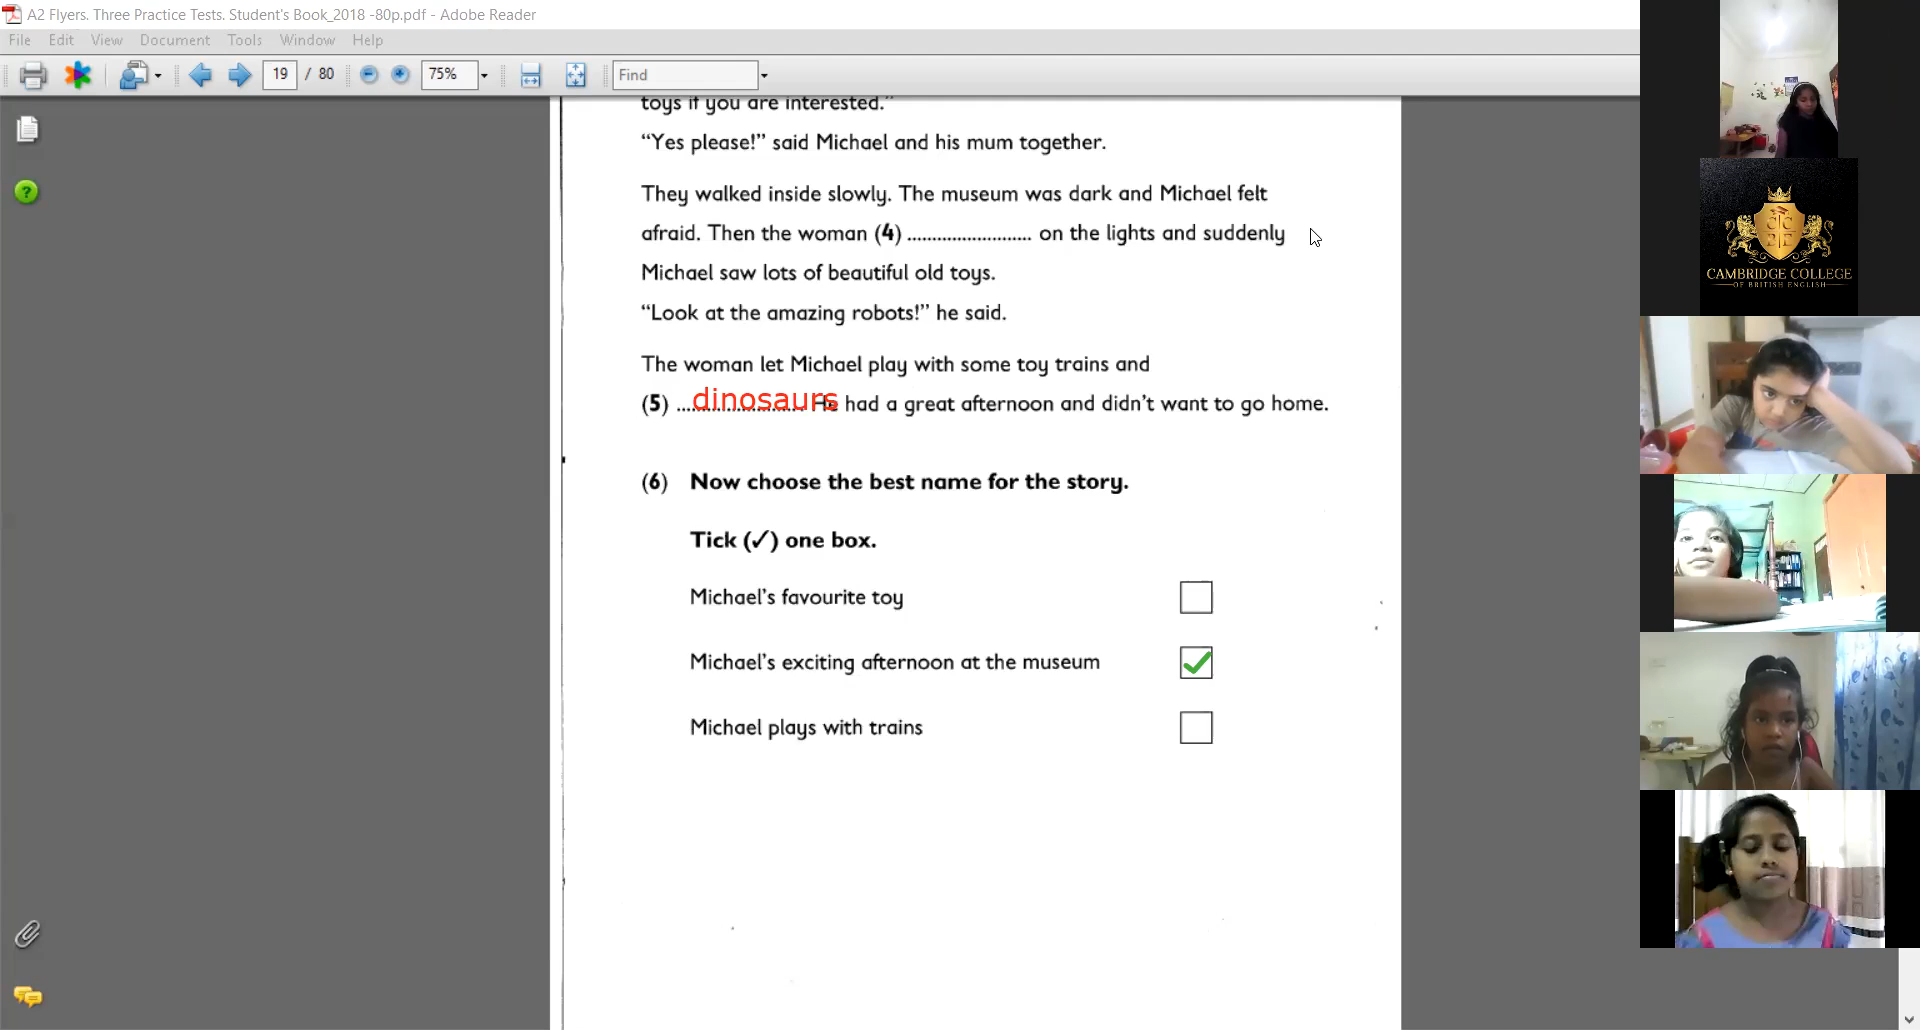 A2 Flyers. Three Practice Tests. Student's Book_2018 -80p.pdf - Adobe Reader
File Edit View Document Tools Window Help
19 / 80 75% Find
toys if you are interested."
"Yes please!" said Michael and his mum together.
They walked inside slowly. The museum was dark and Michael felt
afraid. Then the woman (4) ......................... on the lights and suddenly
Michael saw lots of beautiful old toys.
"Look at the amazing robots!" he said.
The woman let Michael play with some toy trains and
(5) ......................... dinosaurs He had a great afternoon and didn't want to go home.
(6) Now choose the best name for the story.
Tick (✓) one box.
Michael's favourite toy
Michael's exciting afternoon at the museum ✓
Michael plays with trains
CAMBRIDGE COLLEGE
OF BRITISH ENGLISH